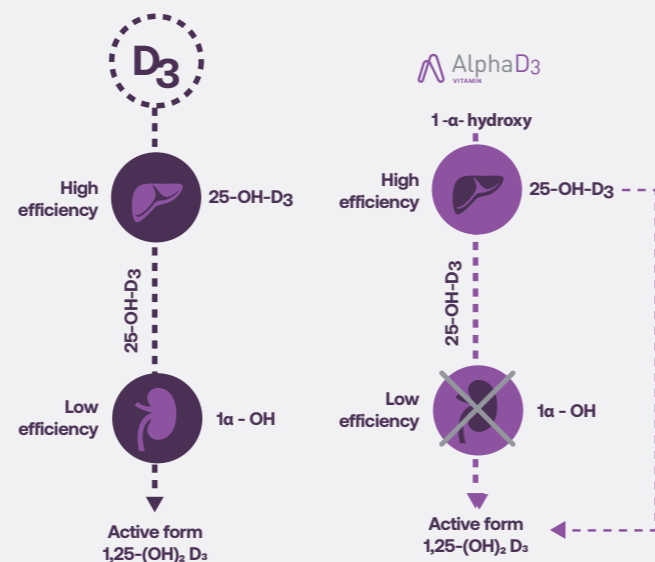 D3
High
efficiency
25-OH-D3
25-OH-D3
Low
efficiency
1α - OH
Active form
1,25-(OH)₂ D₃
AlphaD3
VITAMIN
1 -α- hydroxy
High
efficiency
25-OH-D3
25-OH-D3
Low
efficiency
1α - OH
Active form
1,25-(OH)₂ D₃